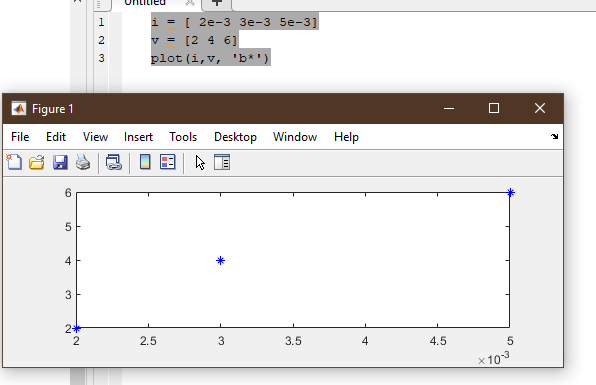 Untitled
1 i = [ 2e-3 3e-3 5e-3]
2 v = [2 4 6]
3 plot(i,v, 'b*')
Figure 1
File Edit View Insert Tools Desktop Window Help
6
5
4
3
2
2 2.5 3 3.5 4 4.5 5
×10-3